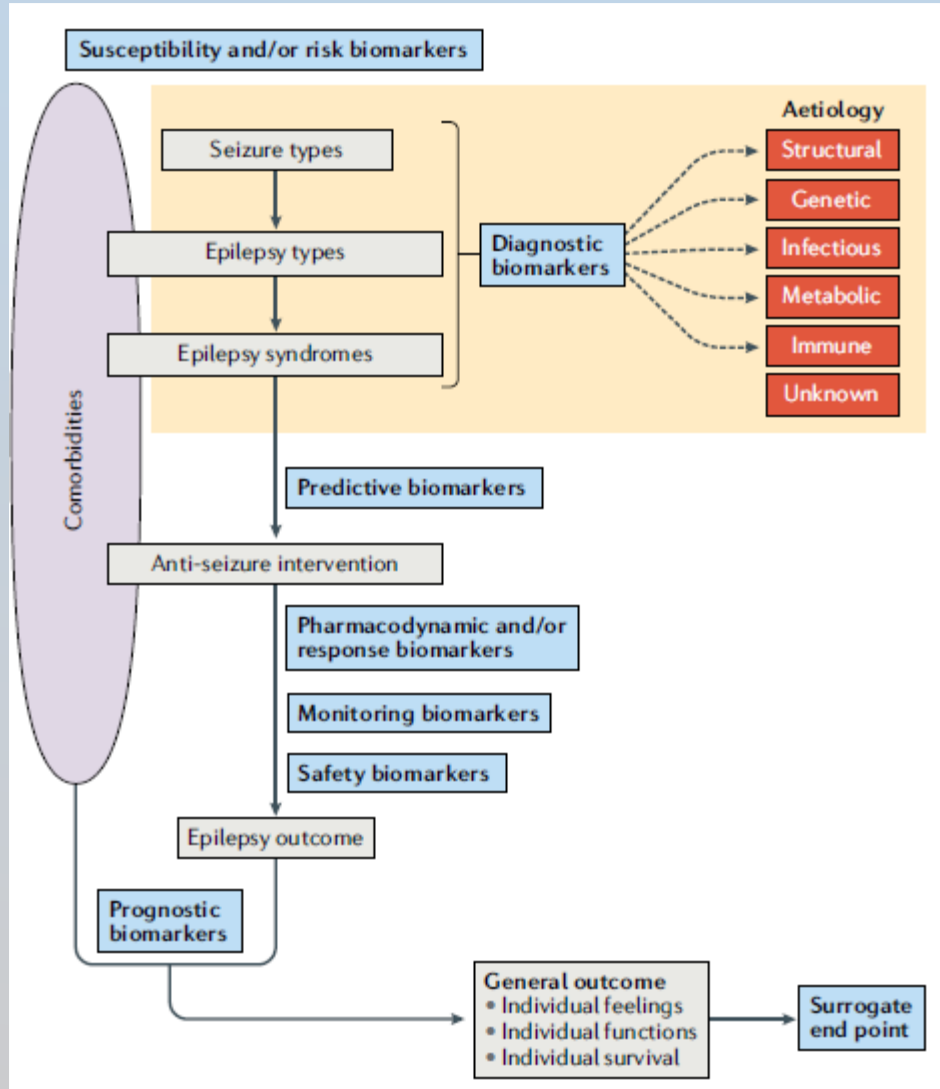 Susceptibility and/or risk biomarkers
Aetiology
Seizure types
Structural
Genetic
Epilepsy types
Diagnostic
biomarkers
Infectious
Metabolic
Epilepsy syndromes
Immune
Unknown
Comorbidities
Predictive biomarkers
Anti-seizure intervention
Pharmacodynamic and/or
response biomarkers
Monitoring biomarkers
Safety biomarkers
Epilepsy outcome
Prognostic
biomarkers
General outcome
• Individual feelings
• Individual functions
• Individual survival
Surrogate
end point